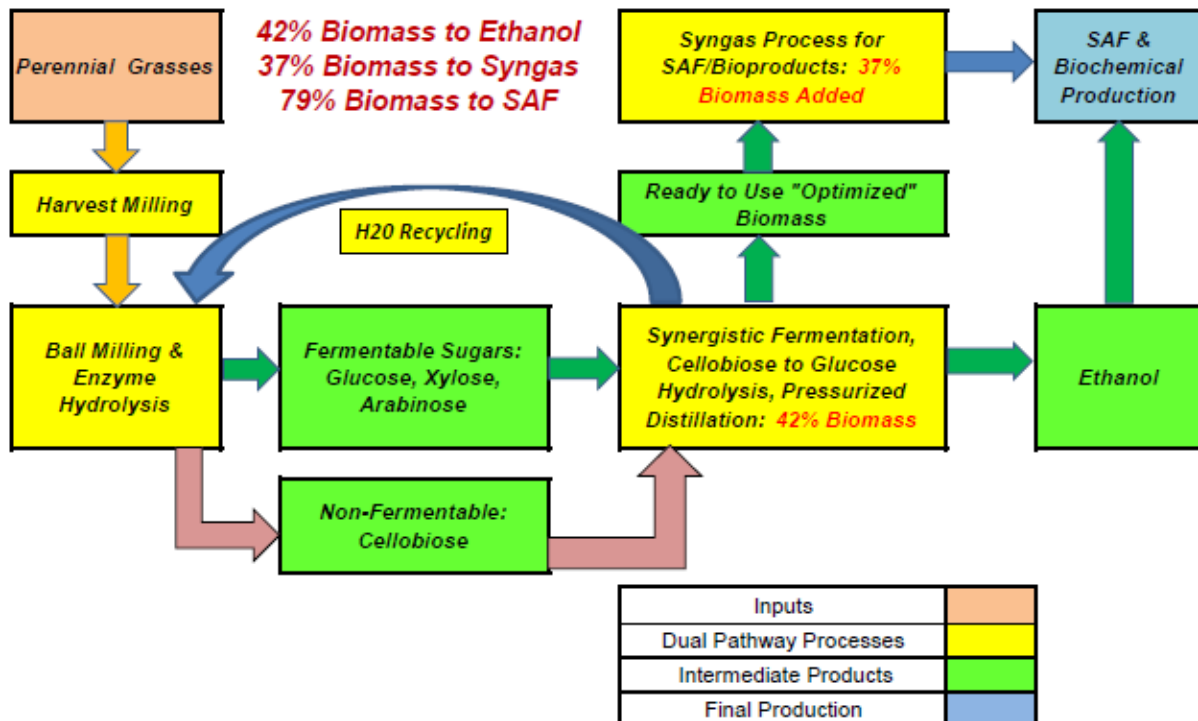 42% Biomass to Ethanol
37% Biomass to Syngas
79% Biomass to SAF
Perennial Grasses
Syngas Process for
SAF/Bioproducts: 37%
Biomass Added
SAF &
Biochemical
Production
Harvest Milling
Ready to Use "Optimized"
Biomass
H20 Recycling
Ball Milling &
Enzyme
Hydrolysis
Fermentable Sugars:
Glucose, Xylose,
Arabinose
Synergistic Fermentation,
Cellobiose to Glucose
Hydrolysis, Pressurized
Distillation: 42% Biomass
Ethanol
Non-Fermentable:
Cellobiose
Inputs
Dual Pathway Processes
Intermediate Products
Final Production